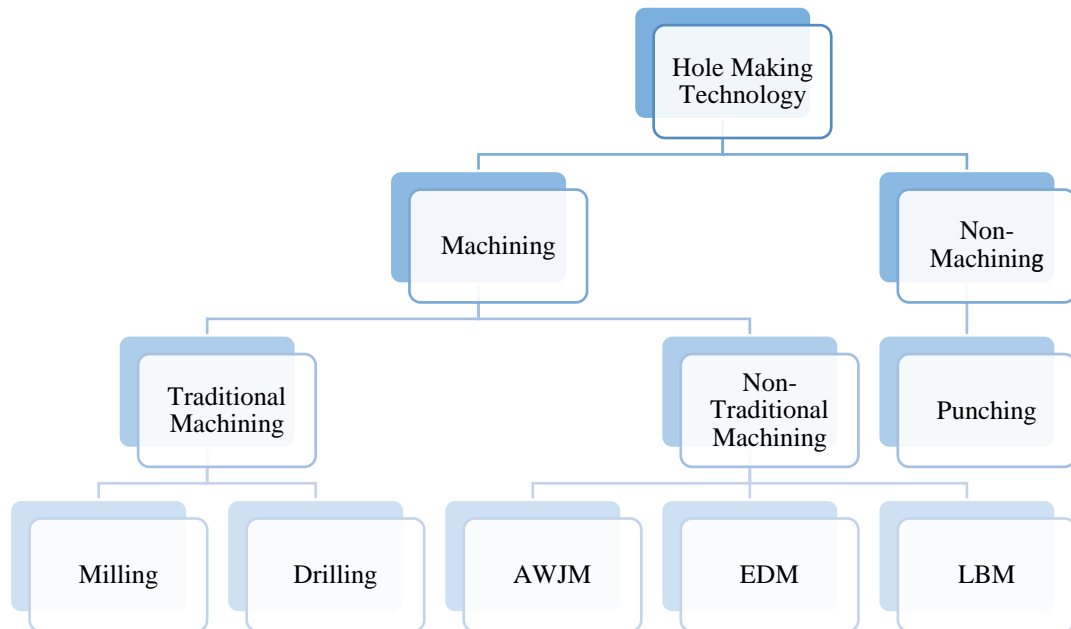 Hole Making
Technology
Machining
Non-
Machining
Traditional
Machining
Non-
Traditional
Machining
Punching
Milling
Drilling
AWJM
EDM
LBM